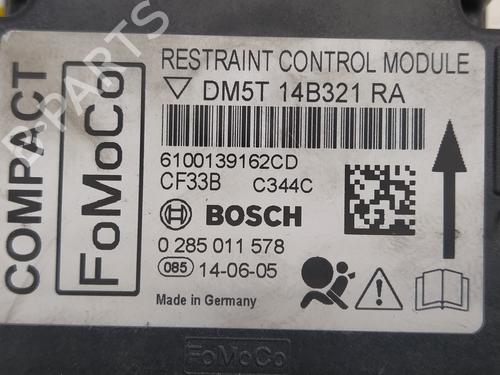 COMPACT
FoMoCo
RESTRAINT CONTROL MODULE
DM5T 14B321 RA
6100139162CD
CF33B C344C
BOSCH
0 285 011 578
085 14-06-05
Made in Germany
FoMoCo